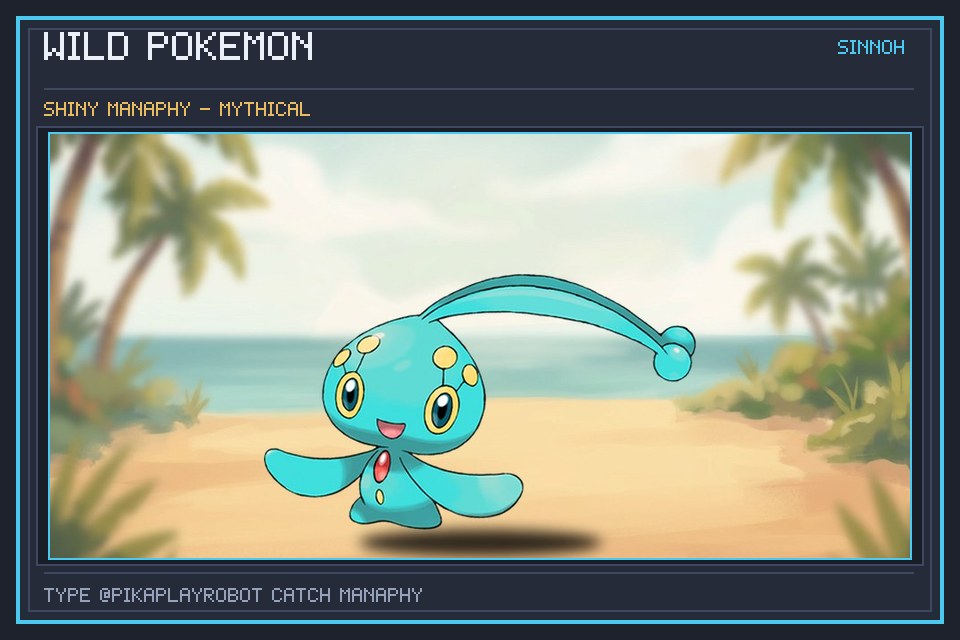 WILD POKEMON
SINNOH
SHINY MANAPHY - MYTHICAL
TYPE @PIKAPLAYROBOT CATCH MANAPHY